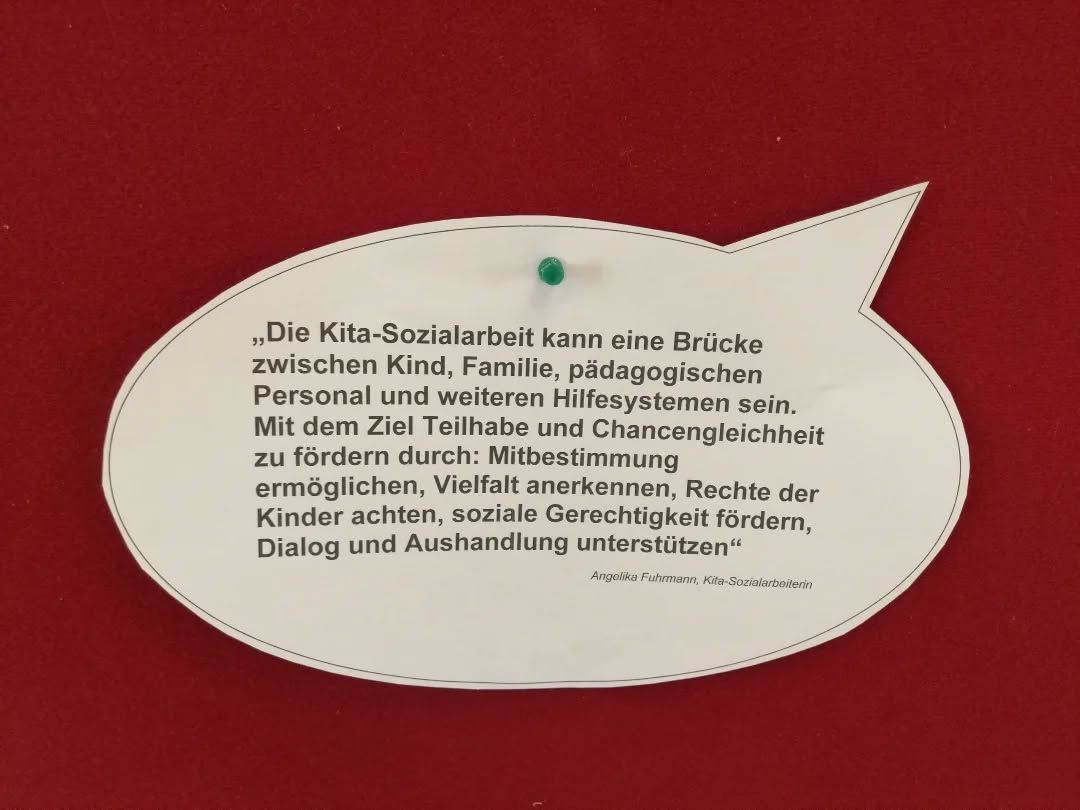 „Die Kita-Sozialarbeit kann eine Brücke
zwischen Kind, Familie, pädagogischen
Personal und weiteren Hilfesystemen sein.
Mit dem Ziel Teilhabe und Chancengleichheit
zu fördern durch: Mitbestimmung
ermöglichen, Vielfalt anerkennen, Rechte der
Kinder achten, soziale Gerechtigkeit fördern,
Dialog und Aushandlung unterstützen“
Angelika Fuhrmann, Kita-Sozialarbeiterin